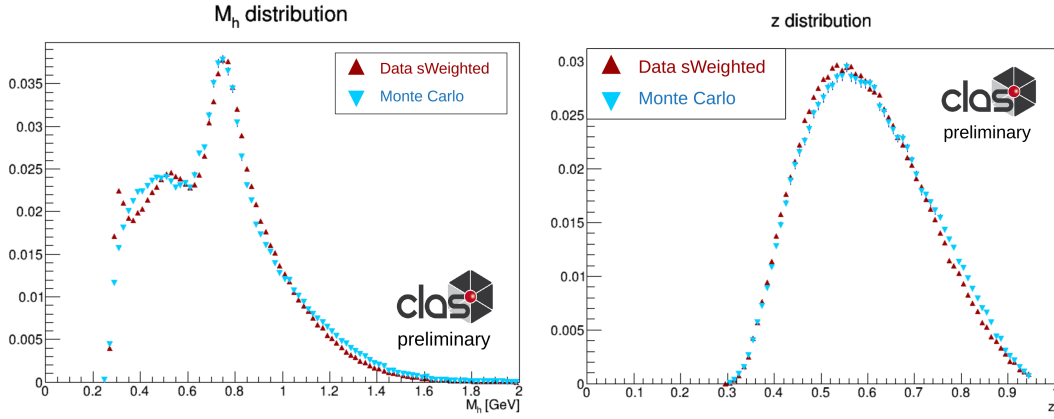 M_h distribution
Data sWeighted
Monte Carlo
0.035
0.03
0.025
0.02
0.015
0.01
0.005
0
clas
preliminary
0 0.2 0.4 0.6 0.8 1 1.2 1.4 1.6 1.8 2
M_h [GeV]
z distribution
Data sWeighted
Monte Carlo
0.03
0.025
0.02
0.015
0.01
0.005
0
clas
preliminary
0 0.1 0.2 0.3 0.4 0.5 0.6 0.7 0.8 0.9 1
z